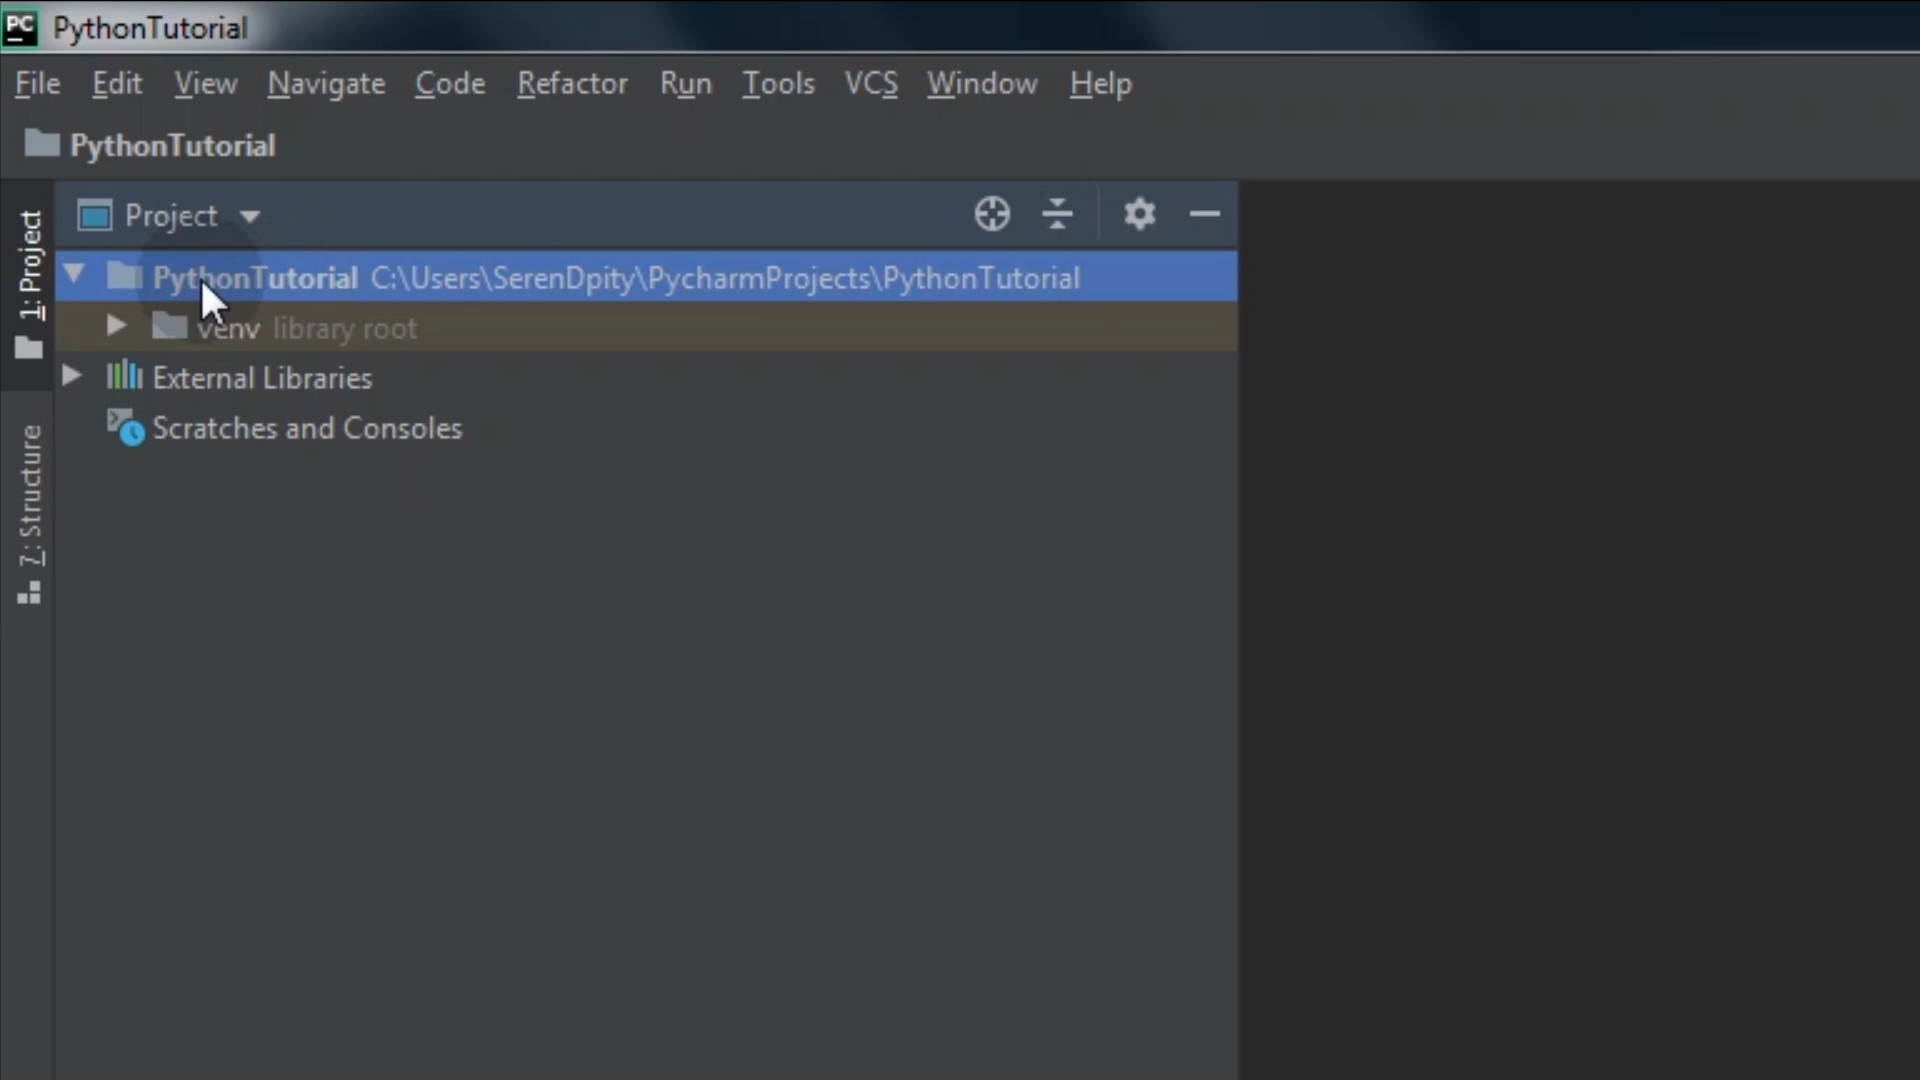 PC PythonTutorial
File Edit View Navigate Code Refactor Run Tools VCS Window Help
PythonTutorial
Project
PythonTutorial C:\Users\SerenDpity\PycharmProjects\PythonTutorial
venv library root
External Libraries
Scratches and Consoles
1: Project
7: Structure